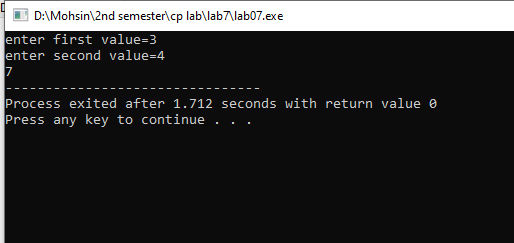 D:\Mohsin\2nd semester\cp lab\lab7\lab07.exe
enter first value=3
enter second value=4
7
--------------------------------
Process exited after 1.712 seconds with return value 0
Press any key to continue . . .